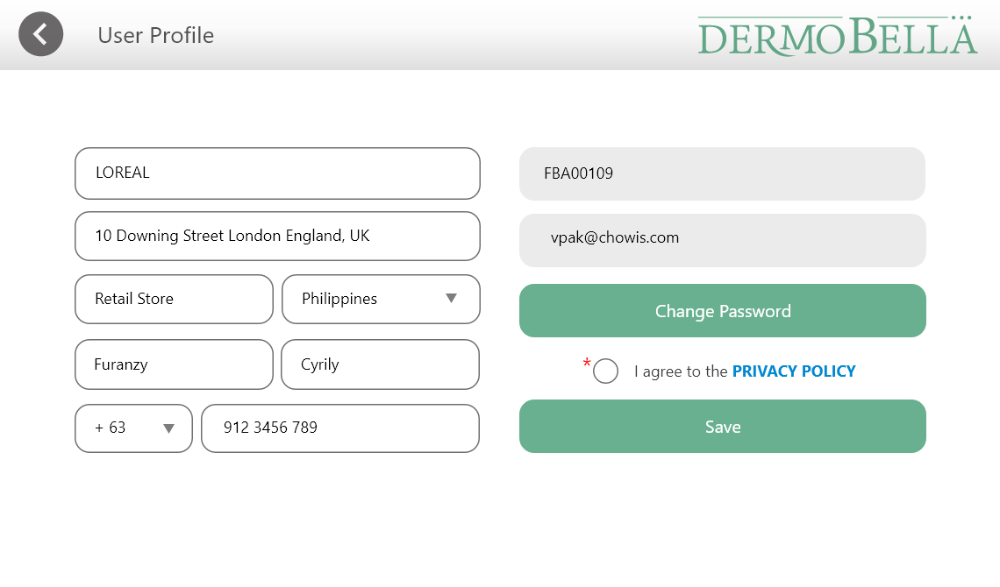 User Profile
DERMOBELLA
LOREAL
10 Downing Street London England, UK
Retail Store
Philippines
Furanzy
Cyrily
+ 63
912 3456 789
FBA00109
vpak@chowis.com
Change Password
* I agree to the PRIVACY POLICY
Save